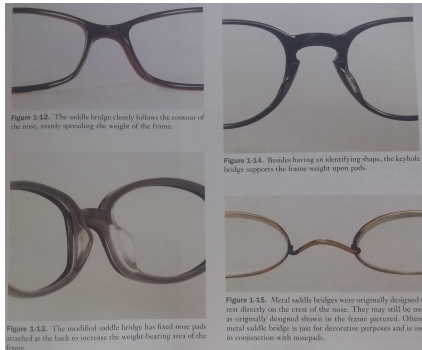 Figure 1-12. The saddle bridge closely follows the contour of
the nose, evenly spreading the weight of the frame.
Figure 1-13. The modified saddle bridge has fixed nose pads
attached at the back to increase the weight-bearing area of the
frame.
Figure 1-14. Besides having an identifying shape, the keyhole
bridge supports the frame weight upon pads.
Figure 1-15. Metal saddle bridges were originally designed
rest directly on the crest of the nose. They may still be
as originally designed shown in the frame pictured. Often
metal saddle bridge is just for decorative purposes and is
in conjunction with nosepads.